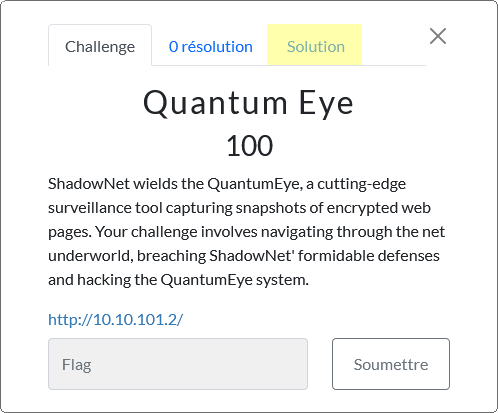 Challenge
0 résolution
Solution
Quantum Eye
100
ShadowNet wields the QuantumEye, a cutting-edge
surveillance tool capturing snapshots of encrypted web
pages. Your challenge involves navigating through the net
underworld, breaching ShadowNet' formidable defenses
and hacking the QuantumEye system.
http://10.10.101.2/
Flag
Soumettre